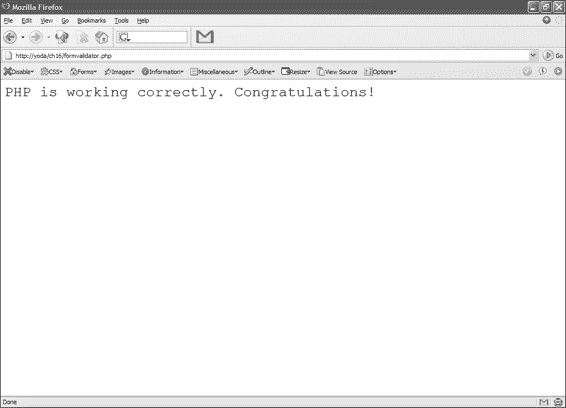 Mozilla Firefox
File Edit View Go Bookmarks Tools Help
G
http://yoda/ch16/formvalidator.php Go
Disable CSS Forms Images Information Miscellaneous Outline Resize View Source Options
PHP is working correctly. Congratulations!
Done